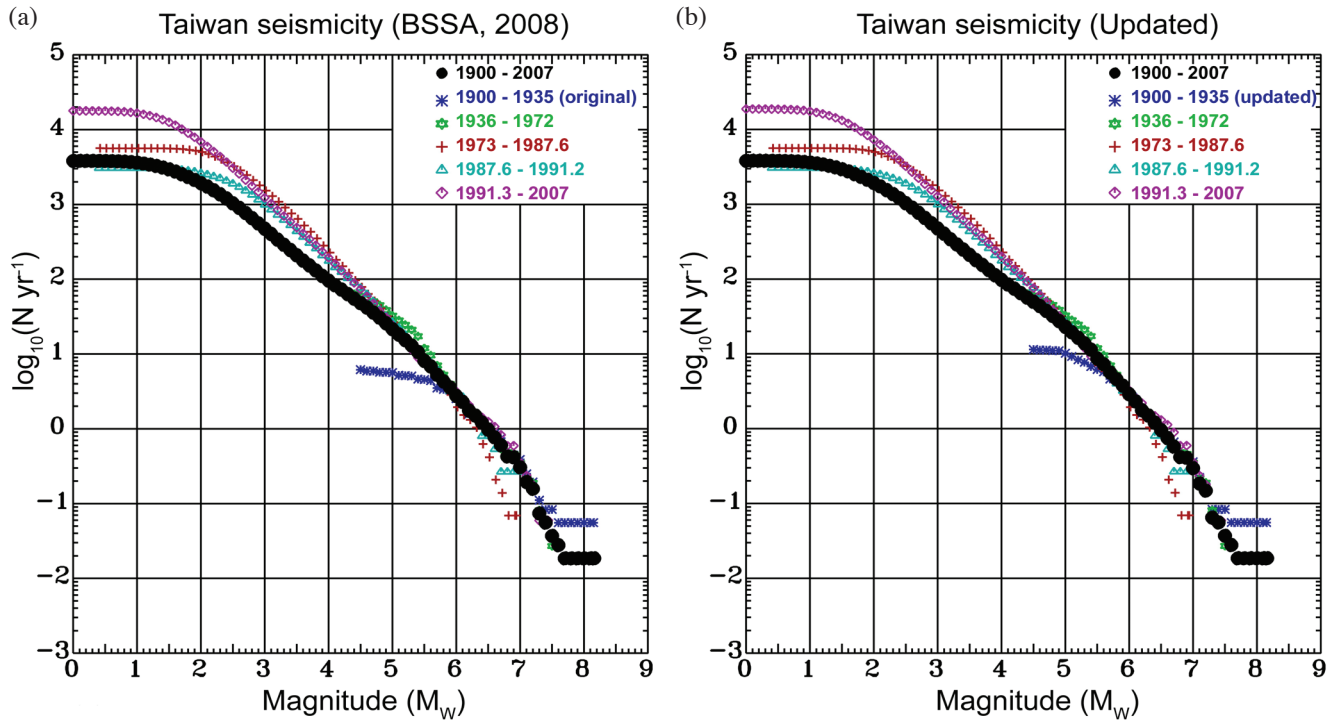 (a)
Taiwan seismicity (BSSA, 2008)
1900 - 2007
1900 - 1935 (original)
1936 - 1972
1973 - 1987.6
1987.6 - 1991.2
1991.3 - 2007
log₁₀(N yr⁻¹)
5
4
3
2
1
0
−1
−2
−3
0 1 2 3 4 5 6 7 8 9
Magnitude (M_W)
(b)
Taiwan seismicity (Updated)
1900 - 2007
1900 - 1935 (updated)
1936 - 1972
1973 - 1987.6
1987.6 - 1991.2
1991.3 - 2007
log₁₀(N yr⁻¹)
5
4
3
2
1
0
−1
−2
−3
0 1 2 3 4 5 6 7 8 9
Magnitude (M_W)